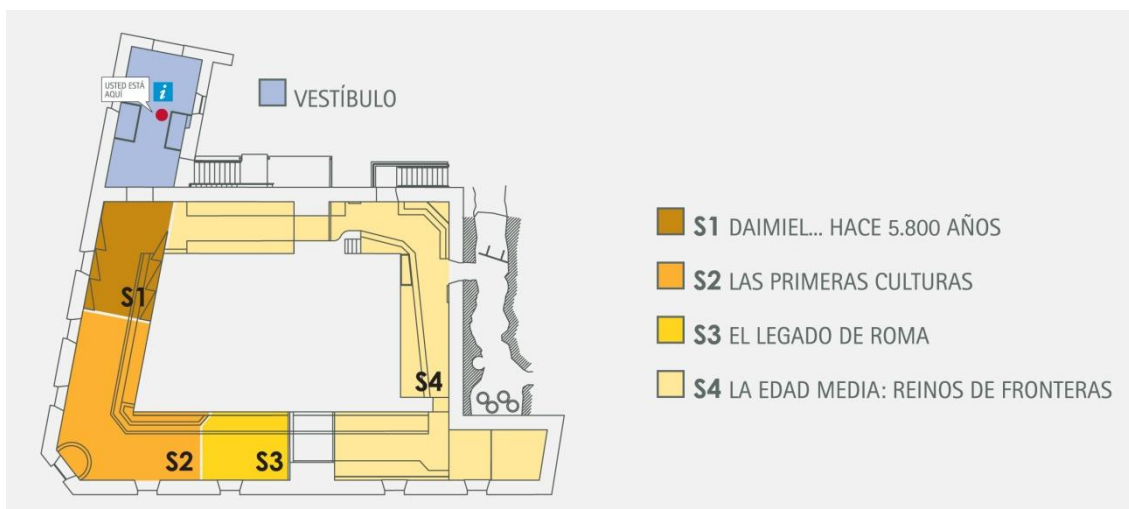 USTED ESTÁ
AQUÍ
i
VESTÍBULO
S1
S2
S3
S4
S1 DAIMIEL... HACE 5.800 AÑOS
S2 LAS PRIMERAS CULTURAS
S3 EL LEGADO DE ROMA
S4 LA EDAD MEDIA: REINOS DE FRONTERAS